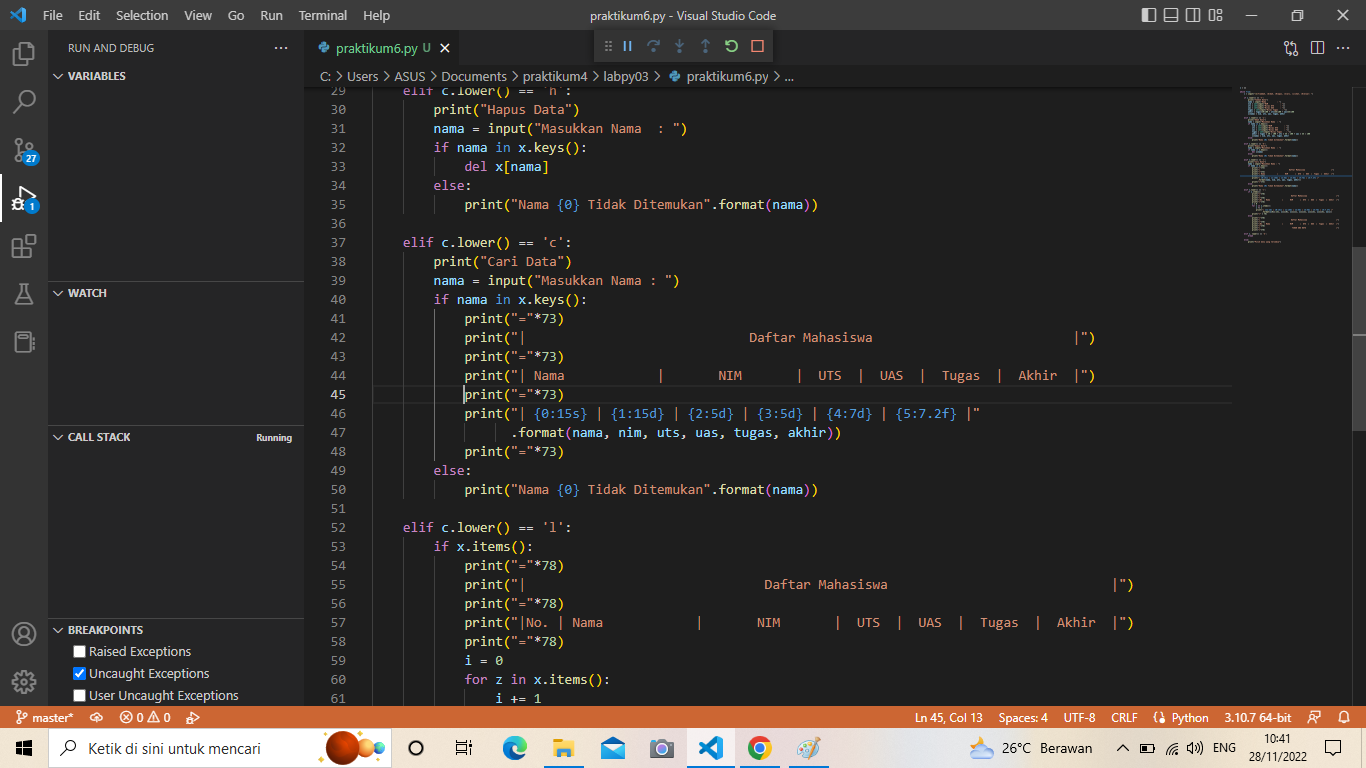 File Edit Selection View Go Run Terminal Help praktikum6.py - Visual Studio Code
RUN AND DEBUG
praktikum6.py U
VARIABLES
C: > Users > ASUS > Documents > praktikum4 > labpy03 > praktikum6.py > ...
29 elif c.lower() == 'h':
30 print("Hapus Data")
31 nama = input("Masukkan Nama  : ")
32 if nama in x.keys():
33 del x[nama]
34 else:
35 print("Nama {0} Tidak Ditemukan".format(nama))
36
37 elif c.lower() == 'c':
38 print("Cari Data")
39 nama = input("Masukkan Nama : ")
40 if nama in x.keys():
41 print("="*73)
42 print("|                             Daftar Mahasiswa                          |")
43 print("="*73)
44 print("| Nama            |       NIM       |  UTS  |  UAS  |  Tugas  |  Akhir  |")
45 print("="*73)
46 print("| {0:15s} | {1:15d} | {2:5d} | {3:5d} | {4:7d} | {5:7.2f} |"
47 .format(nama, nim, uts, uas, tugas, akhir))
48 print("="*73)
49 else:
50 print("Nama {0} Tidak Ditemukan".format(nama))
51
52 elif c.lower() == 'l':
53 if x.items():
54 print("="*78)
55 print("|                               Daftar Mahasiswa                             |")
56 print("="*78)
57 print("|No. | Nama            |       NIM       |  UTS  |  UAS  |  Tugas  |  Akhir  |")
58 print("="*78)
59 i = 0
60 for z in x.items():
61 i += 1
27
1
WATCH
CALL STACK Running
BREAKPOINTS
Raised Exceptions
Uncaught Exceptions
User Uncaught Exceptions
master* 0 0 Ln 45, Col 13 Spaces: 4 UTF-8 CRLF Python 3.10.7 64-bit
Ketik di sini untuk mencari 26°C Berawan ENG 10:41
28/11/2022